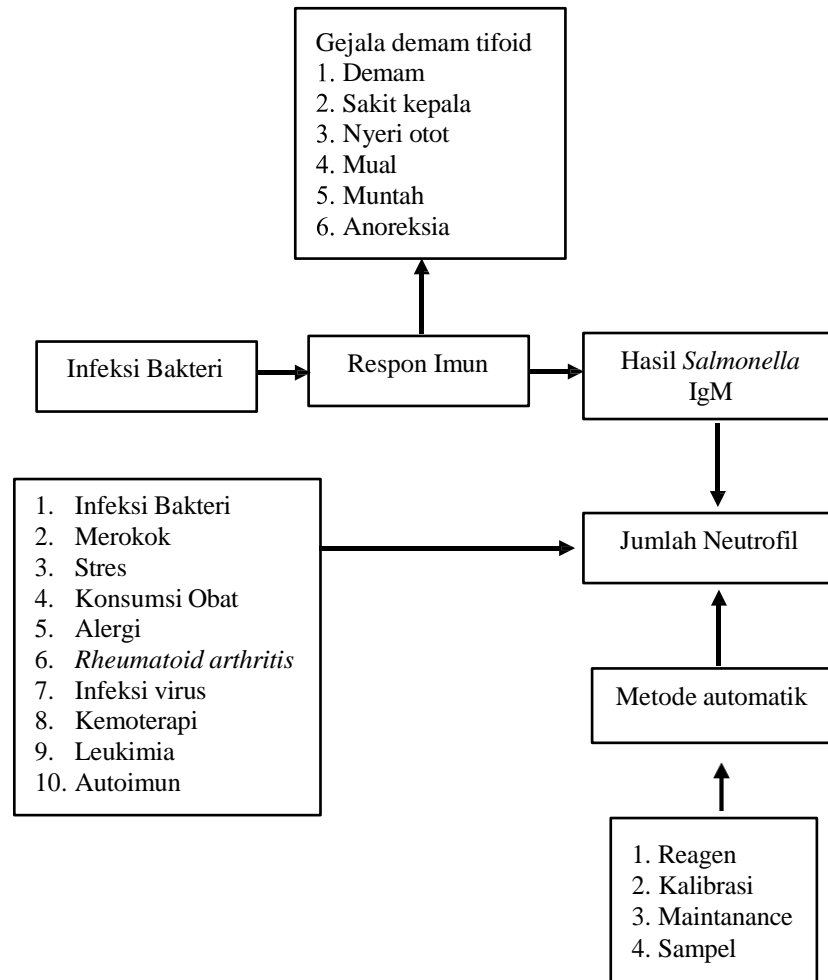 Gejala demam tifoid
1. Demam
2. Sakit kepala
3. Nyeri otot
4. Mual
5. Muntah
6. Anoreksia
Infeksi Bakteri
Respon Imun
Hasil Salmonella
IgM
1. Infeksi Bakteri
2. Merokok
3. Stres
4. Konsumsi Obat
5. Alergi
6. Rheumatoid arthritis
7. Infeksi virus
8. Kemoterapi
9. Leukimia
10. Autoimun
Jumlah Neutrofil
Metode automatik
1. Reagen
2. Kalibrasi
3. Maintanance
4. Sampel